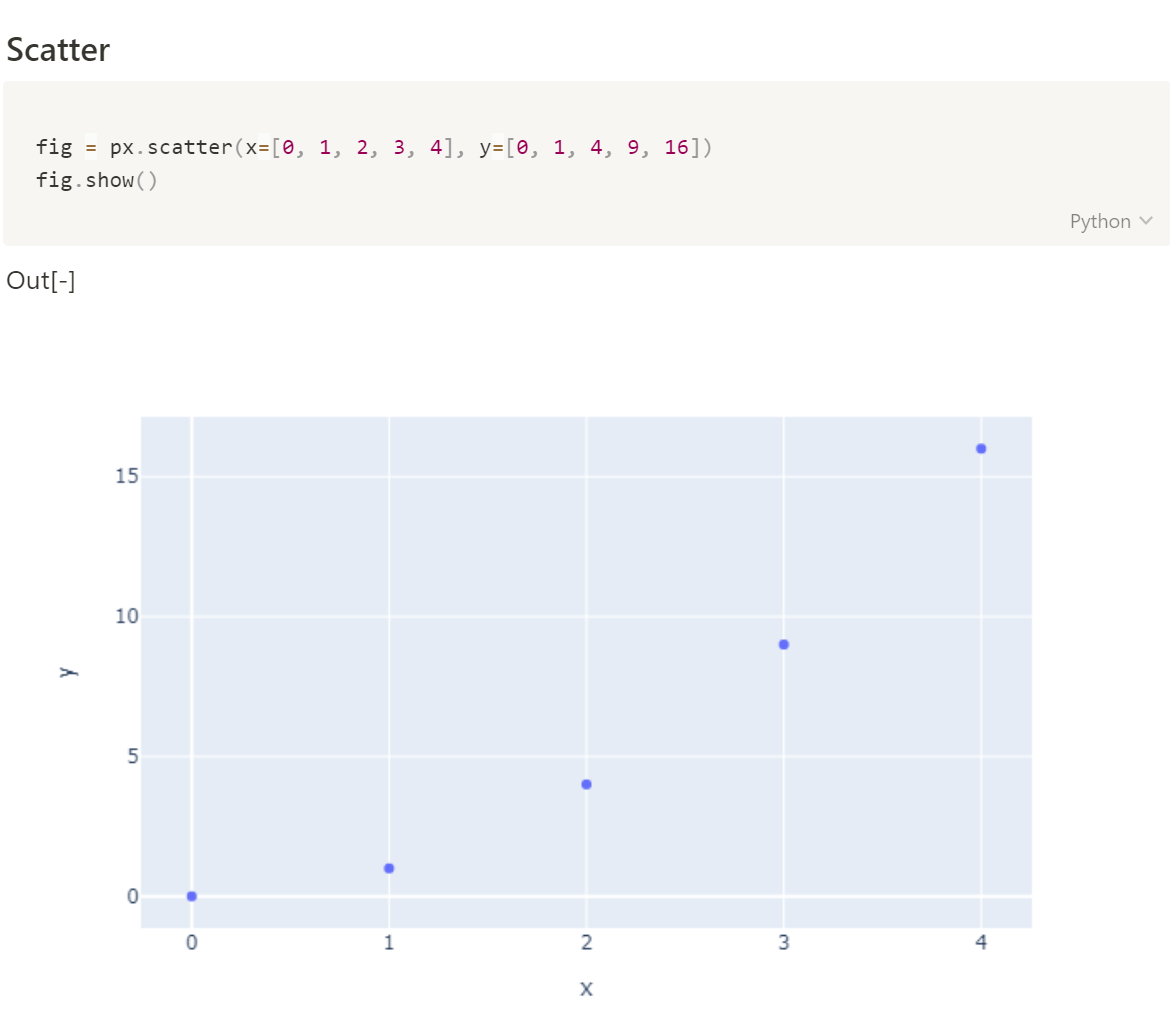 Scatter
fig = px.scatter(x=[0, 1, 2, 3, 4], y=[0, 1, 4, 9, 16])
fig.show()
Python
Out[-]
15
10
y
5
0
0 1 2 3 4
x